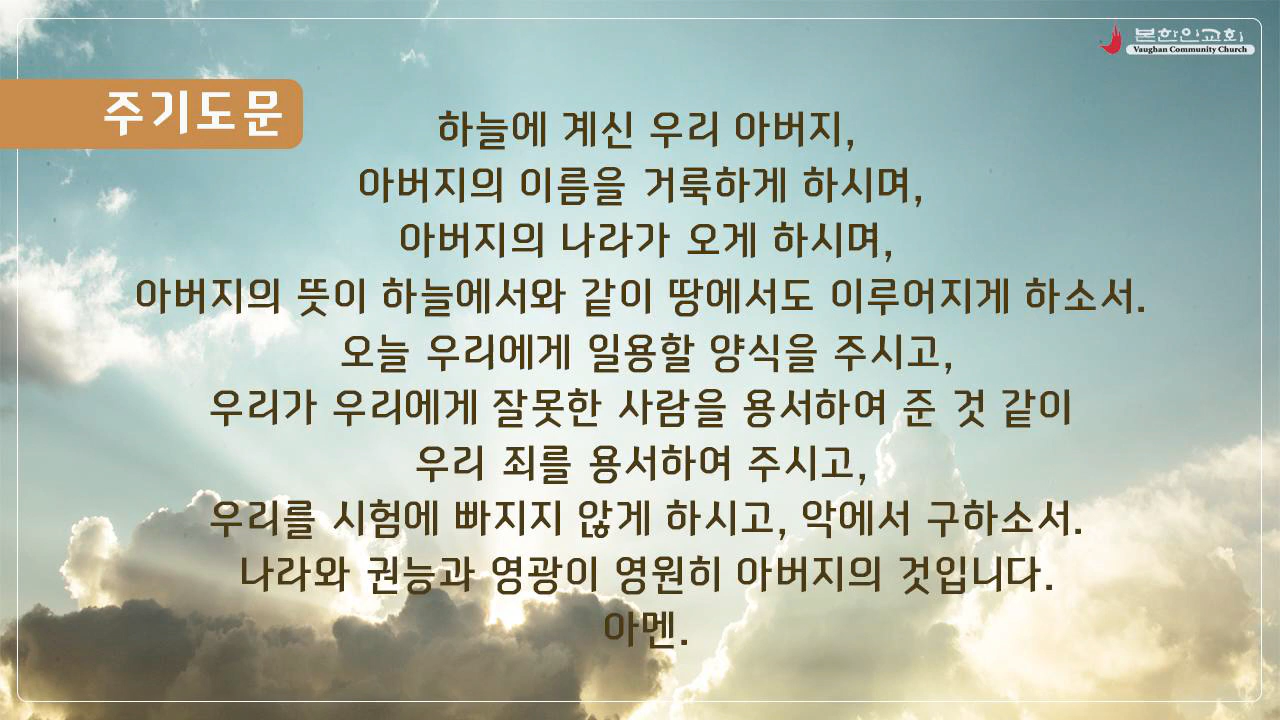 본한인교회
Vaughan Community Church
주기도문
하늘에 계신 우리 아버지,
아버지의 이름을 거룩하게 하시며,
아버지의 나라가 오게 하시며,
아버지의 뜻이 하늘에서와 같이 땅에서도 이루어지게 하소서.
오늘 우리에게 일용할 양식을 주시고,
우리가 우리에게 잘못한 사람을 용서하여 준 것 같이
우리 죄를 용서하여 주시고,
우리를 시험에 빠지지 않게 하시고, 악에서 구하소서.
나라와 권능과 영광이 영원히 아버지의 것입니다.
아멘.